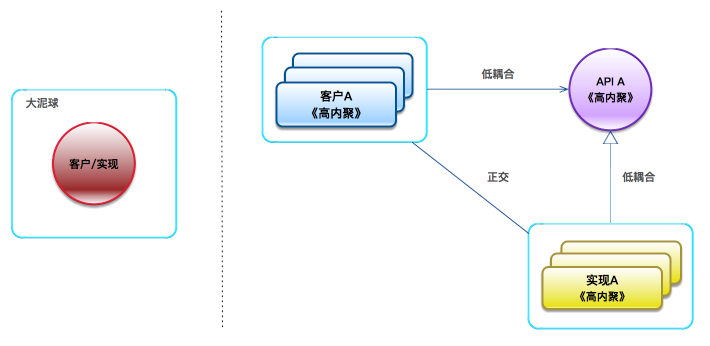 大泥球
客户/实现
客户A
《高内聚》
低耦合
API A
《高内聚》
正交
低耦合
实现A
《高内聚》